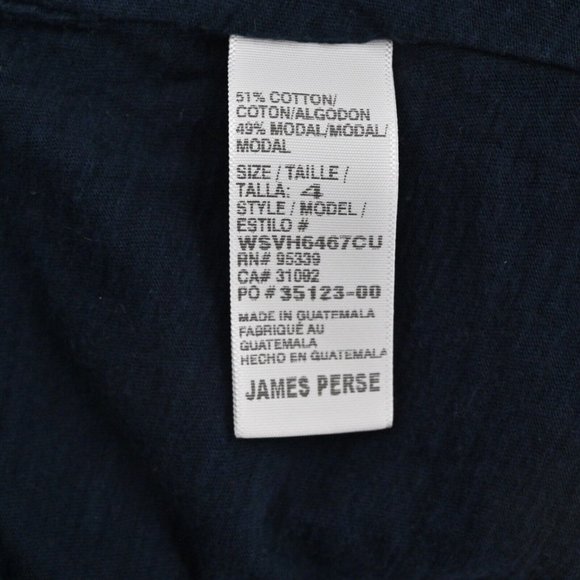 51% COTTON/
COTON/ALGODON
49% MODAL/MODAL/
MODAL
SIZE / TAILLE /
TALLA: 4
STYLE / MODEL /
ESTILO #
WSVH6467CU
RN# 95339
CA# 31092
PO # 35123-00
MADE IN GUATEMALA
FABRIQUÉ AU
GUATEMALA
HECHO EN GUATEMALA
JAMES PERSE